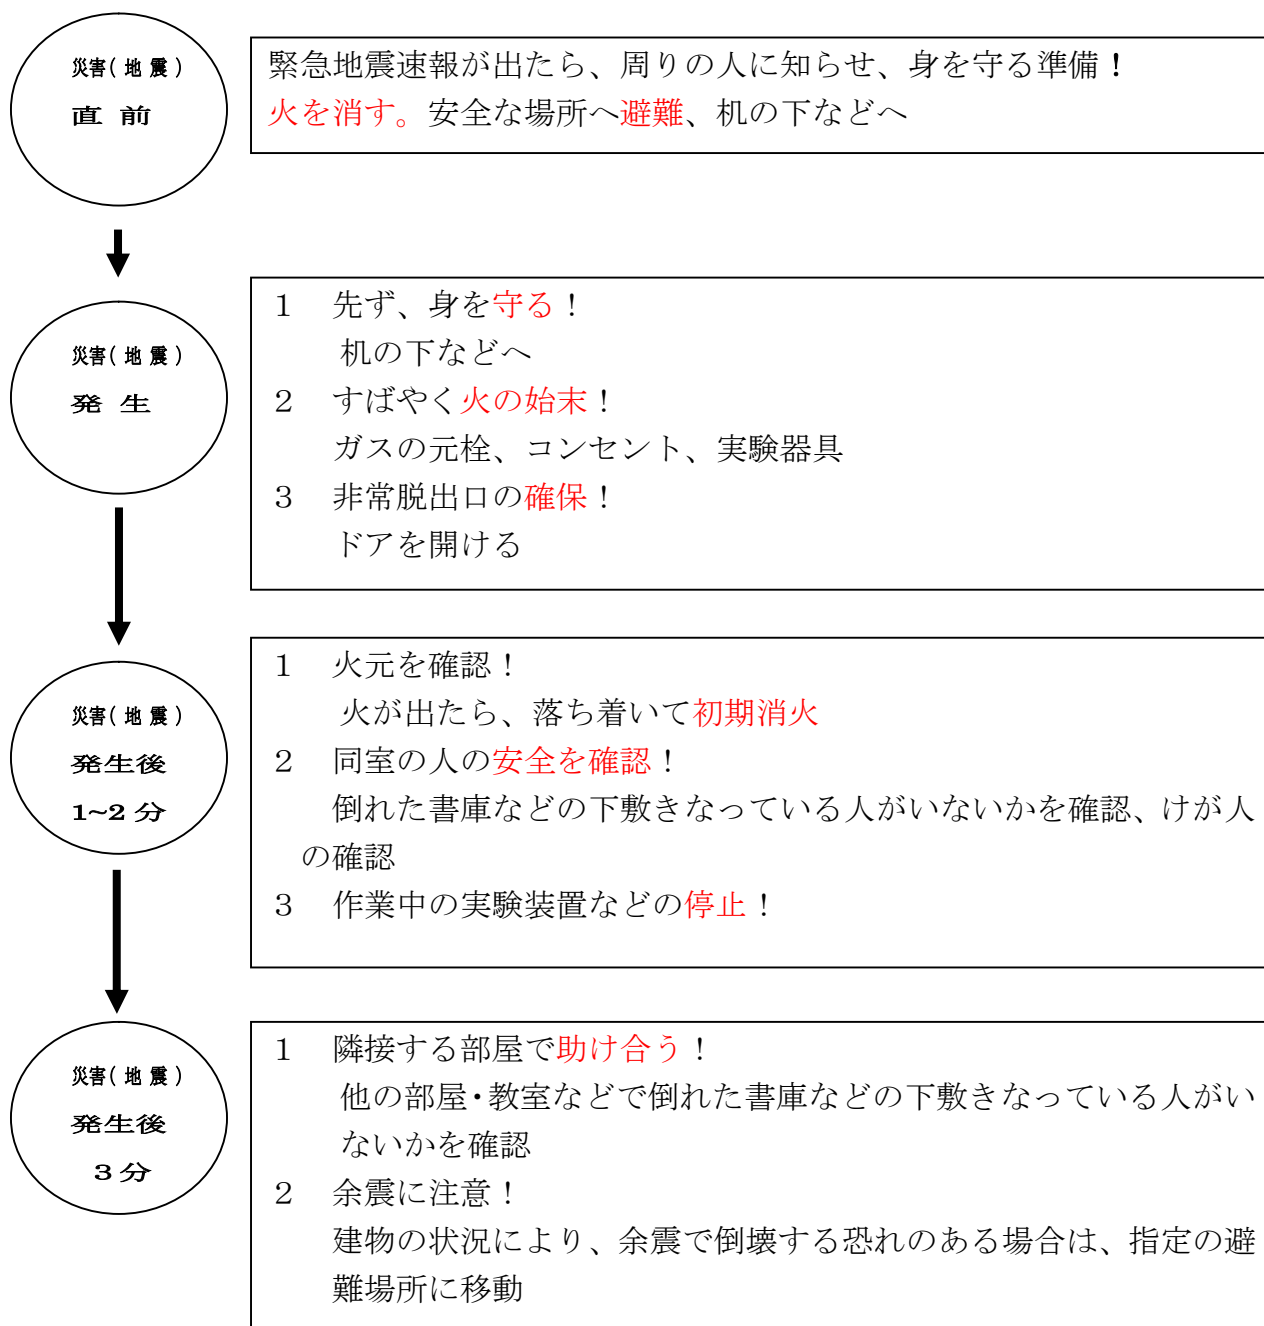 災害(地震)
直前
緊急地震速報が出たら、周りの人に知らせ、身を守る準備！
火を消す。安全な場所へ避難、机の下などへ
災害(地震)
発生
１　先ず、身を守る！
机の下などへ
２　すばやく火の始末！
ガスの元栓、コンセント、実験器具
３　非常脱出口の確保！
ドアを開ける
災害(地震)
発生後
1~2分
１　火元を確認！
火が出たら、落ち着いて初期消火
２　同室の人の安全を確認！
倒れた書庫などの下敷きなっている人がいないかを確認、けが人
の確認
３　作業中の実験装置などの停止！
災害(地震)
発生後
3分
１　隣接する部屋で助け合う！
他の部屋・教室などで倒れた書庫などの下敷きなっている人がい
ないかを確認
２　余震に注意！
建物の状況により、余震で倒壊する恐れのある場合は、指定の避
難場所に移動